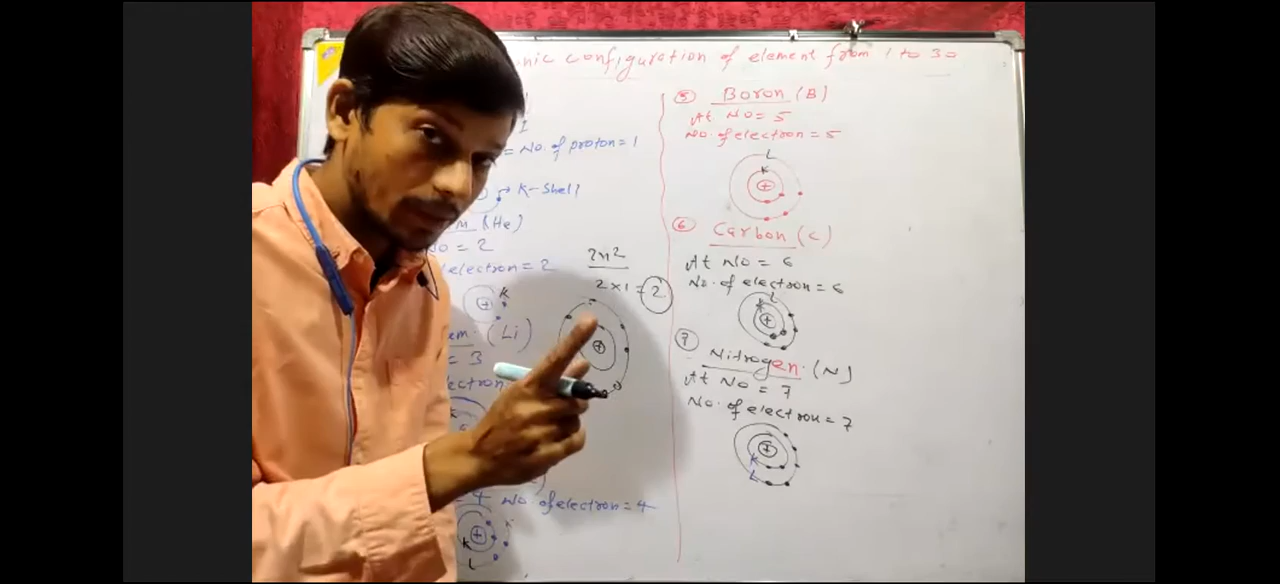 configuration of element from 1 to 30
= No. of proton = 1
K-Shell
(He)
No = 2
electron = 2
K
(Li)
= 3
K
= 4 No. of electron = 4
K
L
2n²
2 × 1 = 2
+
⑤ Boron (B)
At No = 5
No. of electron = 5
L
K
+
⑥ Carbon (C)
At No = 6
No. of electron = 6
L
K
+
⑦ Nitrogen (N)
At No = 7
No. of electron = 7
+
K
L